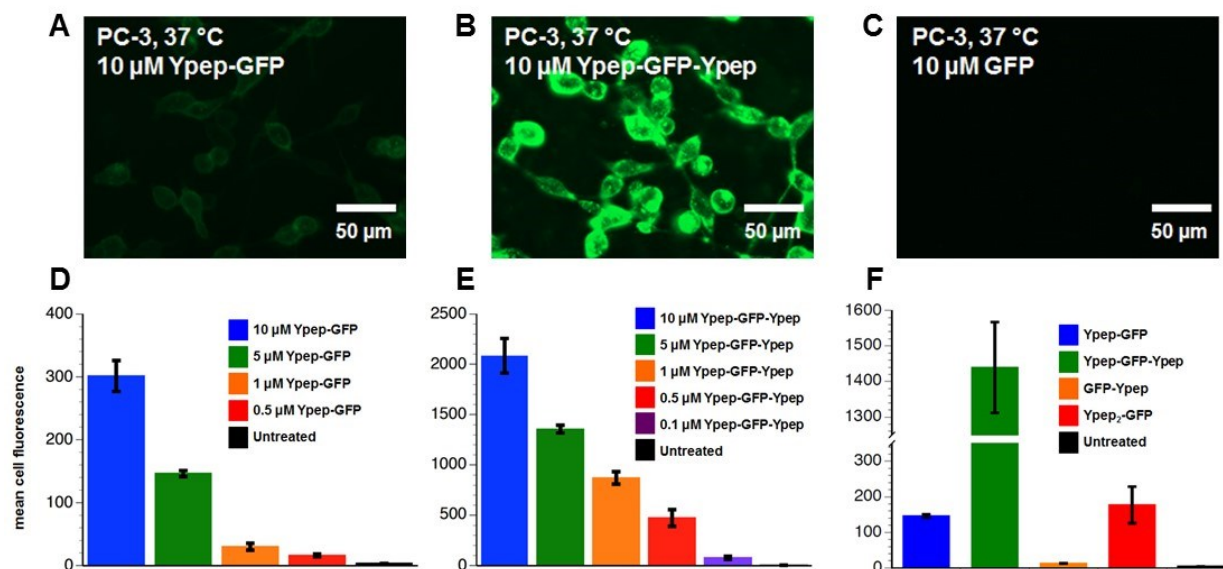 A
PC-3, 37 °C
10 µM Ypep-GFP
50 µm
B
PC-3, 37 °C
10 µM Ypep-GFP-Ypep
50 µm
C
PC-3, 37 °C
10 µM GFP
50 µm
D
mean cell fluorescence
400
300
200
100
0
10 µM Ypep-GFP
5 µM Ypep-GFP
1 µM Ypep-GFP
0.5 µM Ypep-GFP
Untreated
E
2500
2000
1500
1000
500
0
10 µM Ypep-GFP-Ypep
5 µM Ypep-GFP-Ypep
1 µM Ypep-GFP-Ypep
0.5 µM Ypep-GFP-Ypep
0.1 µM Ypep-GFP-Ypep
Untreated
F
1600
1500
1400
1300
400
300
200
100
0
Ypep-GFP
Ypep-GFP-Ypep
GFP-Ypep
Ypep₂-GFP
Untreated